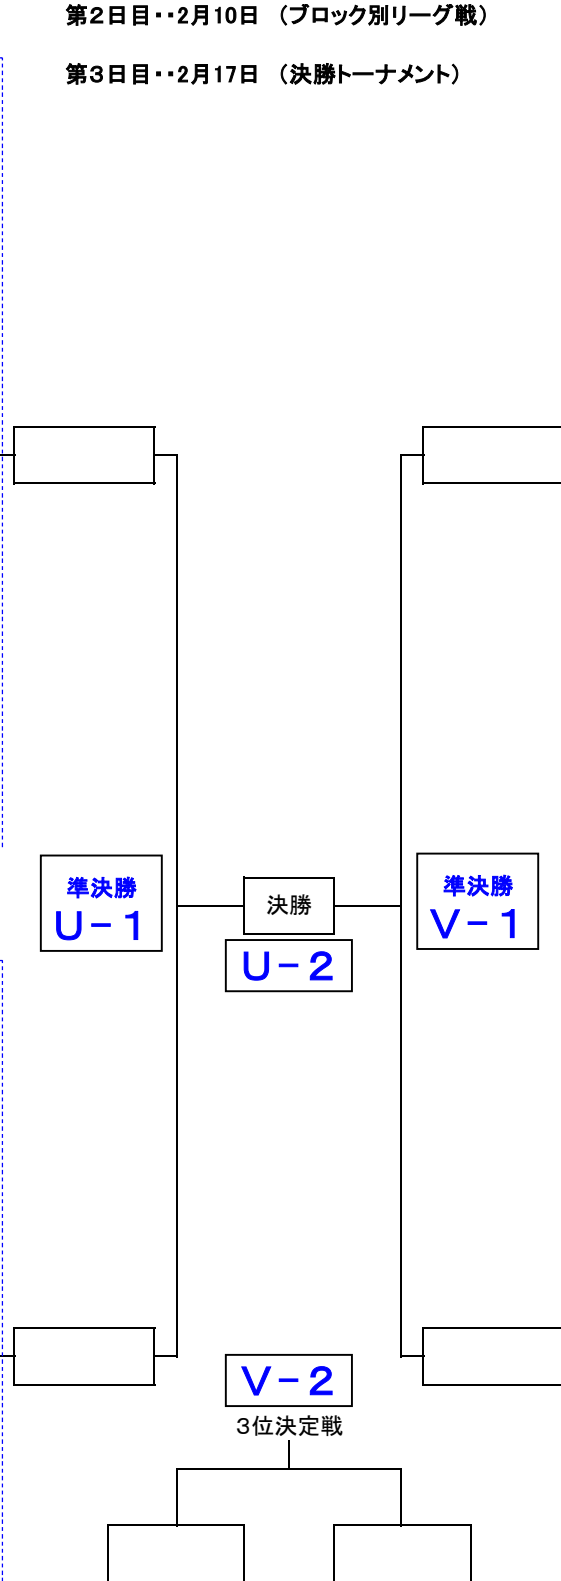 第２日目・・2月10日　（ブロック別リーグ戦）
第３日目・・2月17日　（決勝トーナメント）
準決勝
Ｕ－１
決勝
Ｕ－２
準決勝
Ｖ－１
Ｖ－２
３位決定戦